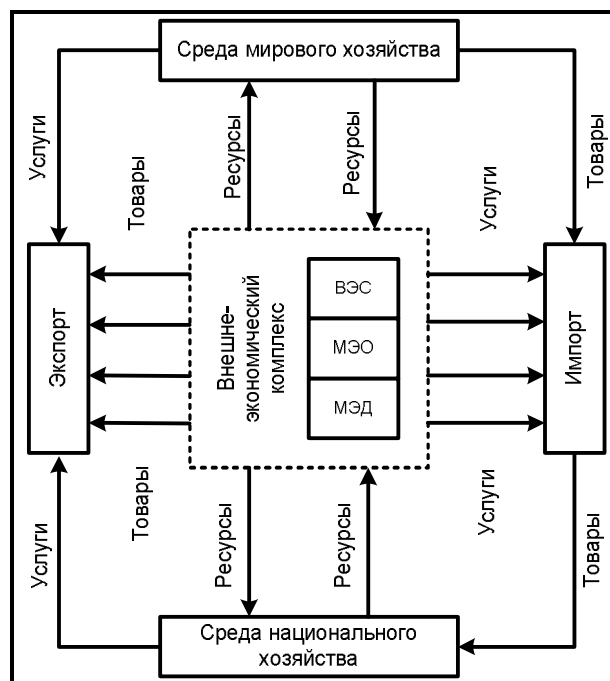 Среда мирового хозяйства
Услуги
Товары
Ресурсы
Ресурсы
Услуги
Товары
Экспорт
Внешне-
экономический
комплекс
ВЭС
МЭО
МЭД
Импорт
Услуги
Товары
Ресурсы
Ресурсы
Услуги
Товары
Среда национального
хозяйства